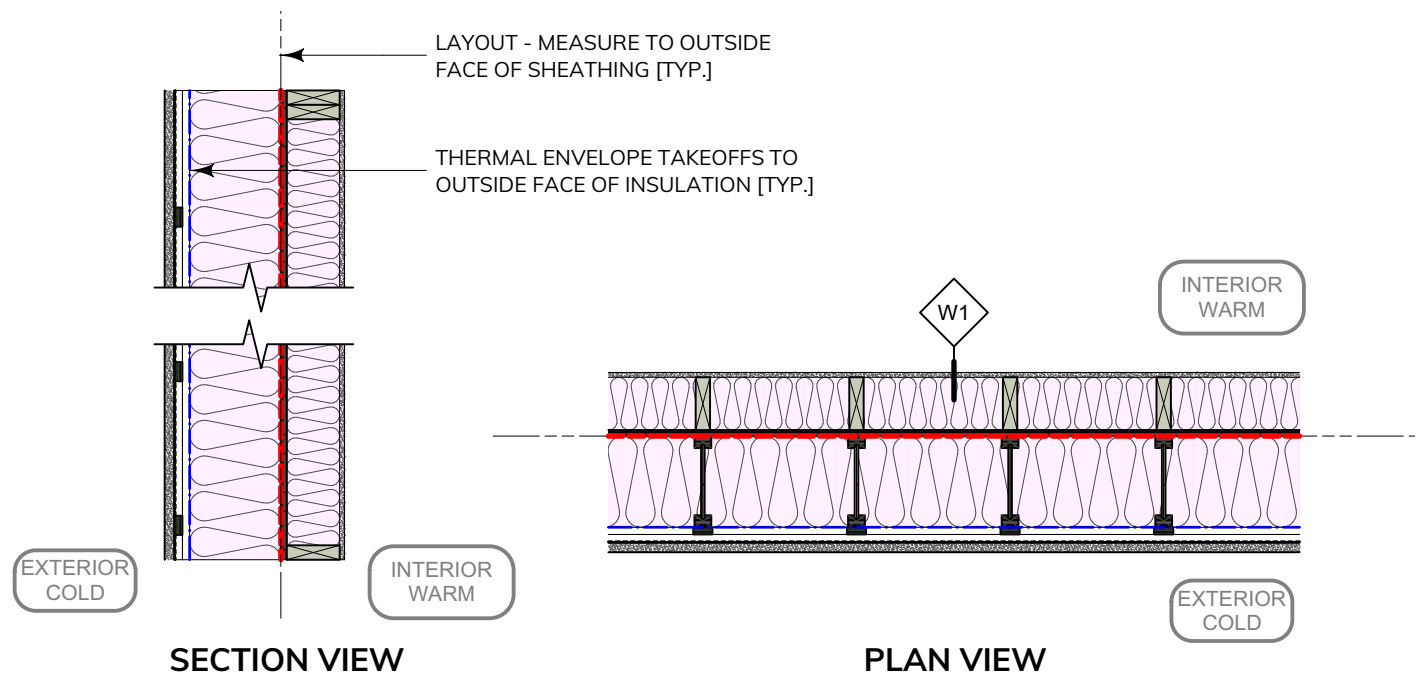 LAYOUT - MEASURE TO OUTSIDE
FACE OF SHEATHING [TYP.]
THERMAL ENVELOPE TAKEOFFS TO
OUTSIDE FACE OF INSULATION [TYP.]
INTERIOR
WARM
W1
EXTERIOR
COLD
INTERIOR
WARM
EXTERIOR
COLD
SECTION VIEW
PLAN VIEW